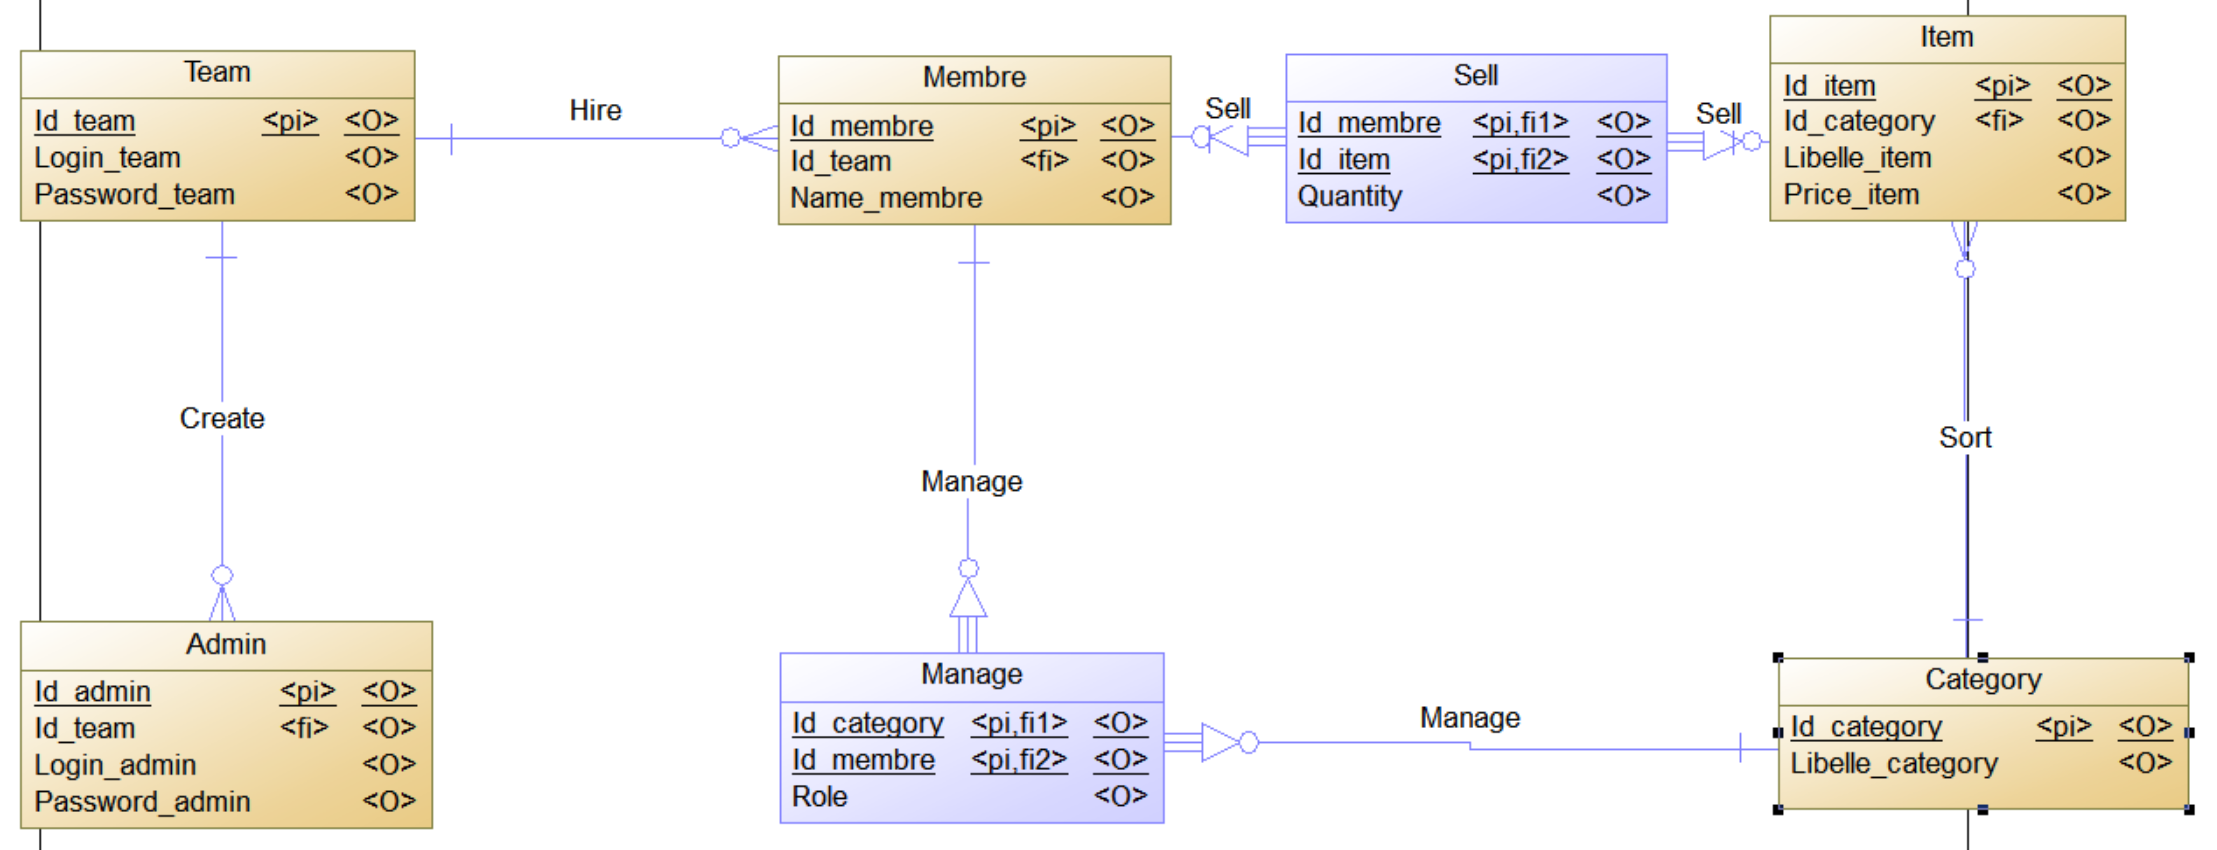 Team
Id_team <pi> <O>
Login_team <O>
Password_team <O>
Hire
Membre
Id_membre <pi> <O>
Id_team <fi> <O>
Name_membre <O>
Sell
Sell
Id_membre <pi,fi1> <O>
Id_item <pi,fi2> <O>
Quantity <O>
Sell
Item
Id_item <pi> <O>
Id_category <fi> <O>
Libelle_item <O>
Price_item <O>
Create
Manage
Sort
Admin
Id_admin <pi> <O>
Id_team <fi> <O>
Login_admin <O>
Password_admin <O>
Manage
Id_category <pi,fi1> <O>
Id_membre <pi,fi2> <O>
Role <O>
Manage
Category
Id_category <pi> <O>
Libelle_category <O>